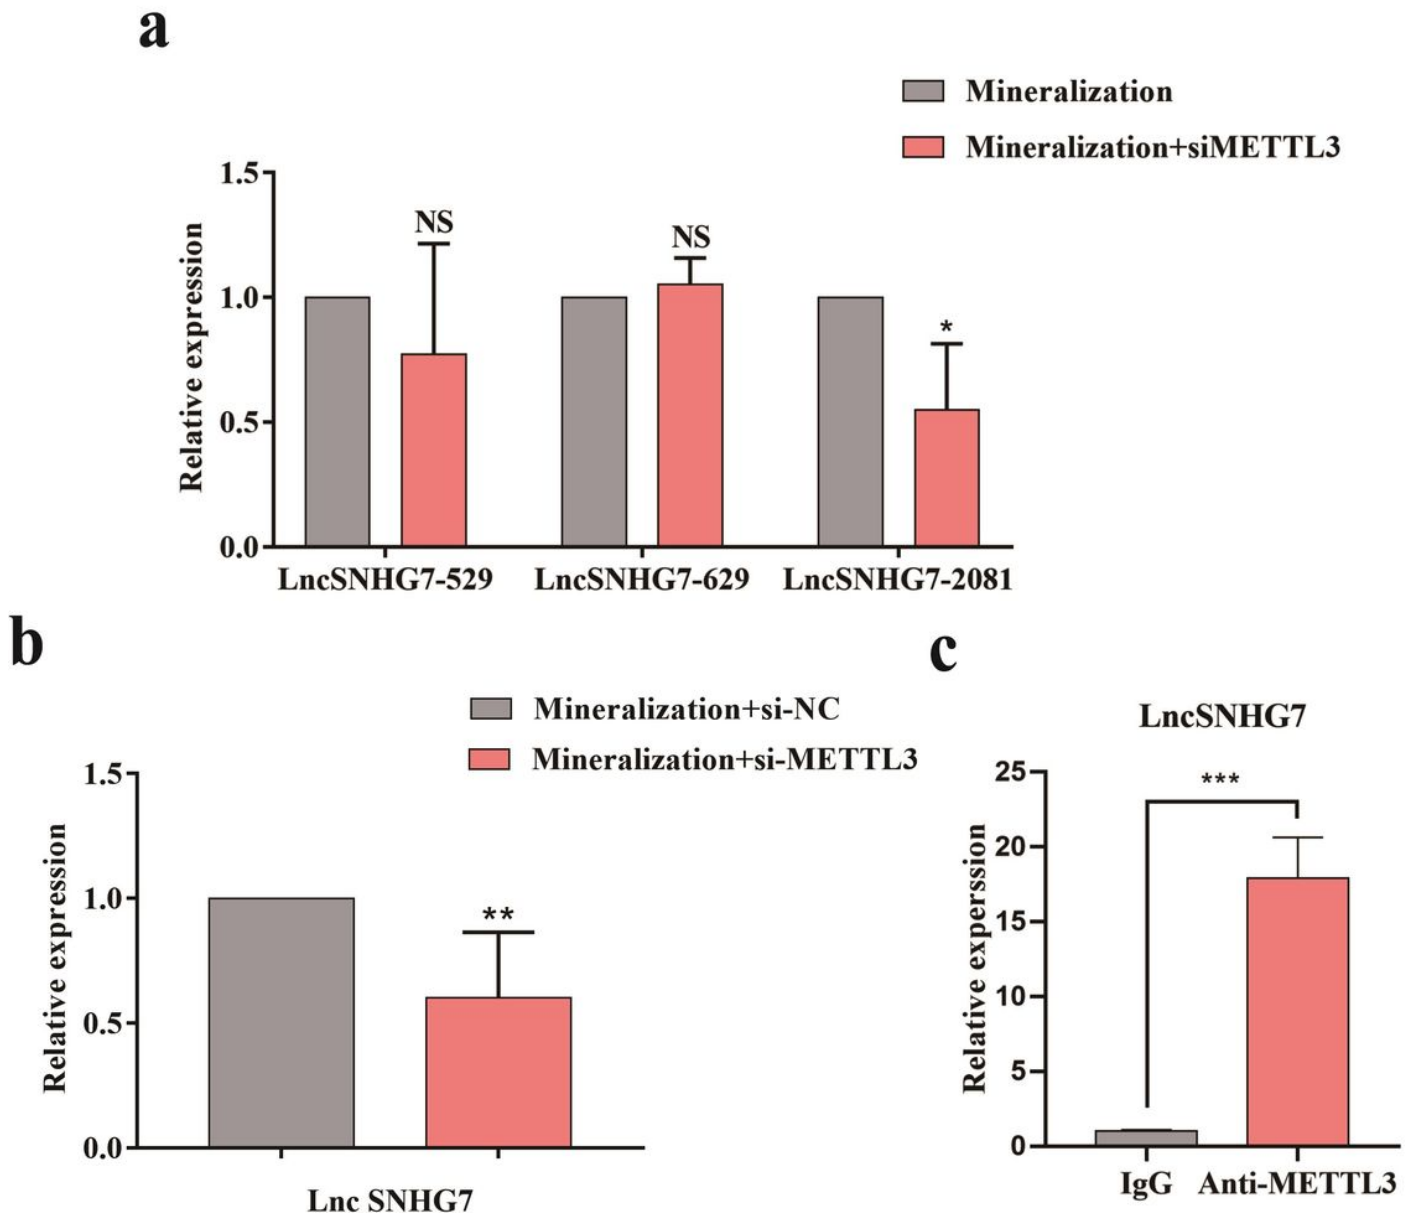 a
Mineralization
Mineralization+siMETTL3
Relative expression
1.5
1.0
0.5
0.0
NS
NS
*
LncSNHG7-529
LncSNHG7-629
LncSNHG7-2081
b
Mineralization+si-NC
Mineralization+si-METTL3
Relative expression
1.5
1.0
0.5
0.0
**
Lnc SNHG7
c
LncSNHG7
Relative experssion
25
20
15
10
5
0
***
IgG
Anti-METTL3